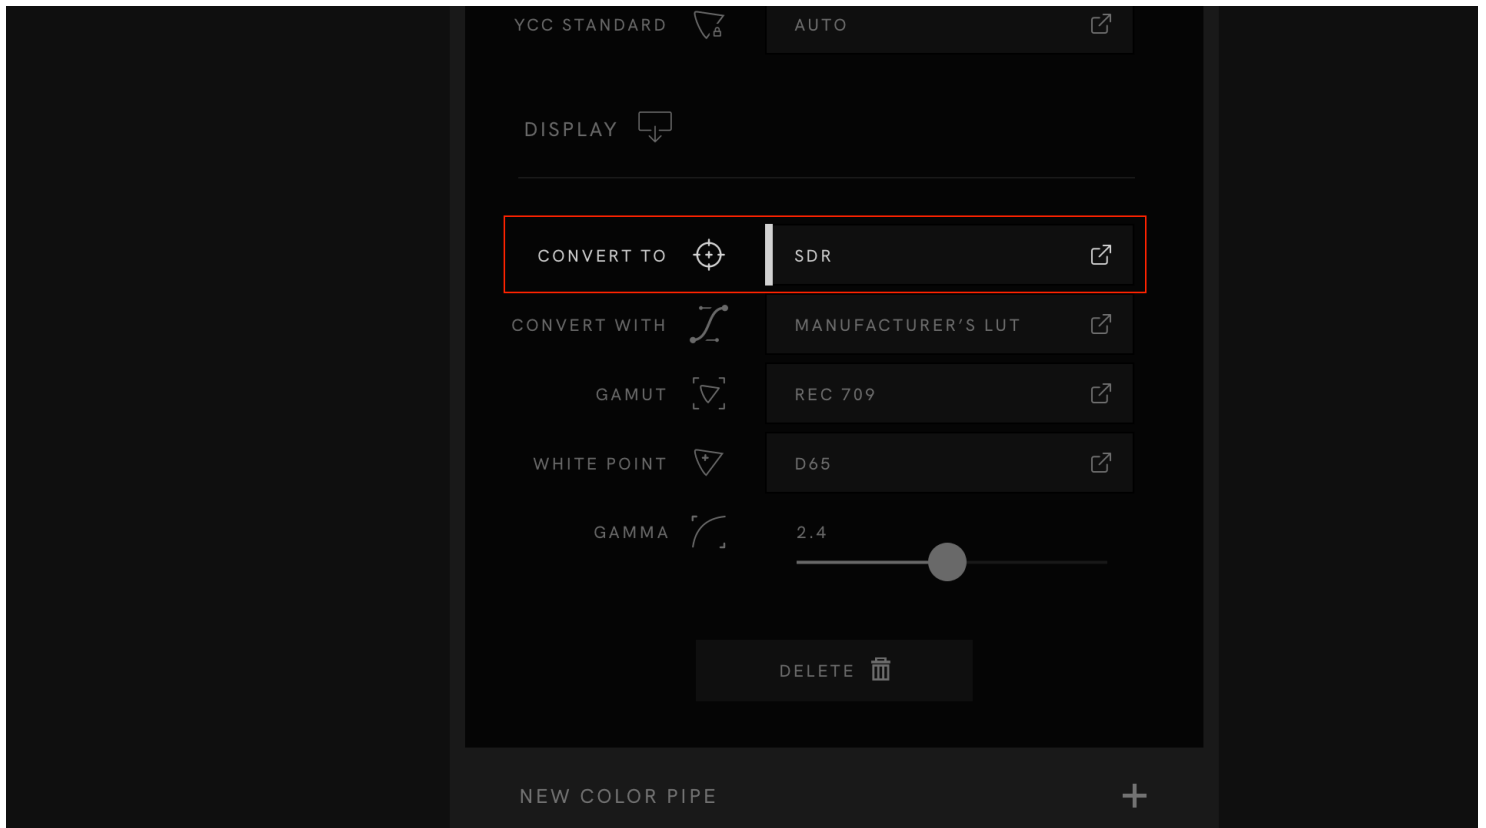 YCC STANDARD AUTO
DISPLAY
CONVERT TO SDR
CONVERT WITH MANUFACTURER’S LUT
GAMUT REC 709
WHITE POINT D65
GAMMA 2.4
DELETE
NEW COLOR PIPE +